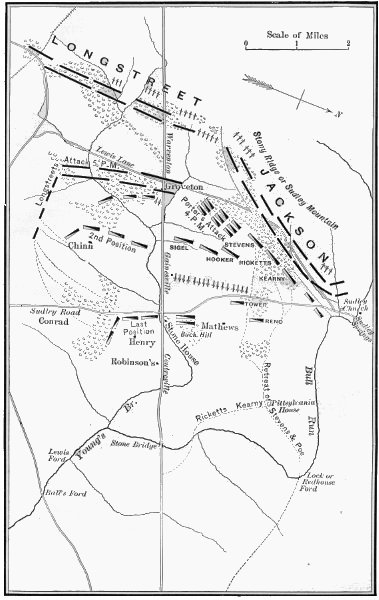 Scale of Miles
0 1 2
N
LONGSTREET
Stony Ridge or Sudley Mountain
JACKSON
Lewis Lane
Attack 5 P.M.
Longstreet
Warrenton
Groveton
Porter's Attack
4 P.M.
STEVENS
SIGEL
HOOKER
RICKETTS
KEARNY
Chinn
2nd Position
Gainesville
TOWER
RENO
Sudley
Church
Sudley
Springs
Sudley Road
Conrad
Last
Position
Henry
Stone House
Mathews
Buck Hill
Robinson's
Centreville
Retreat of
Stevens & Poe
Ricketts
Kearny
Pittsylvania
House
Bull
Run
Young's
Br.
Stone Bridge
Lewis
Ford
Ball's Ford
Lock or
Redhouse
Ford